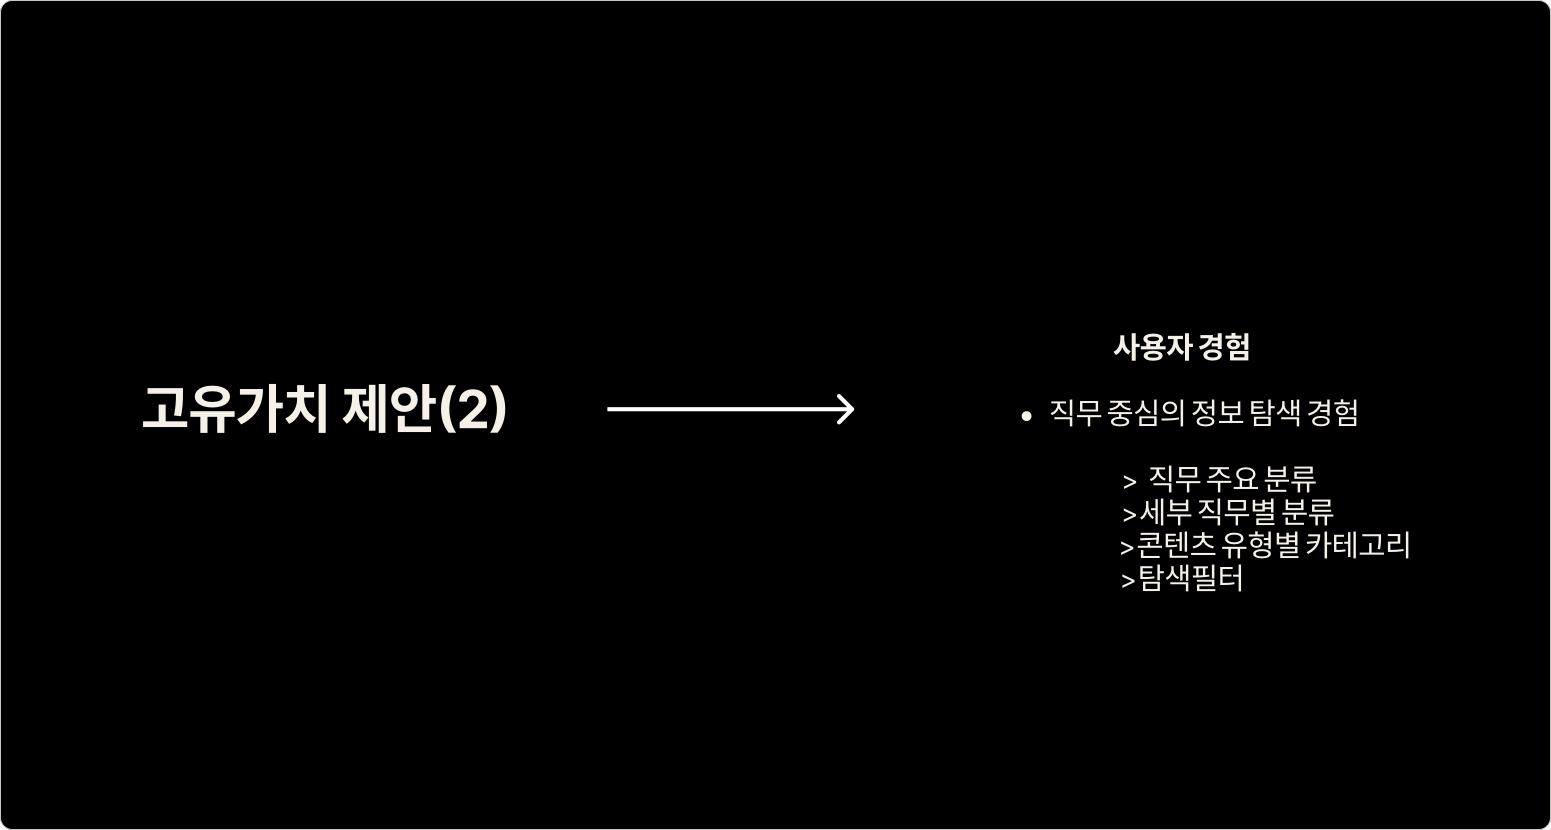 고유가치 제안(2)
사용자 경험
• 직무 중심의 정보 탐색 경험
> 직무 주요 분류
>세부 직무별 분류
>콘텐츠 유형별 카테고리
>탐색필터